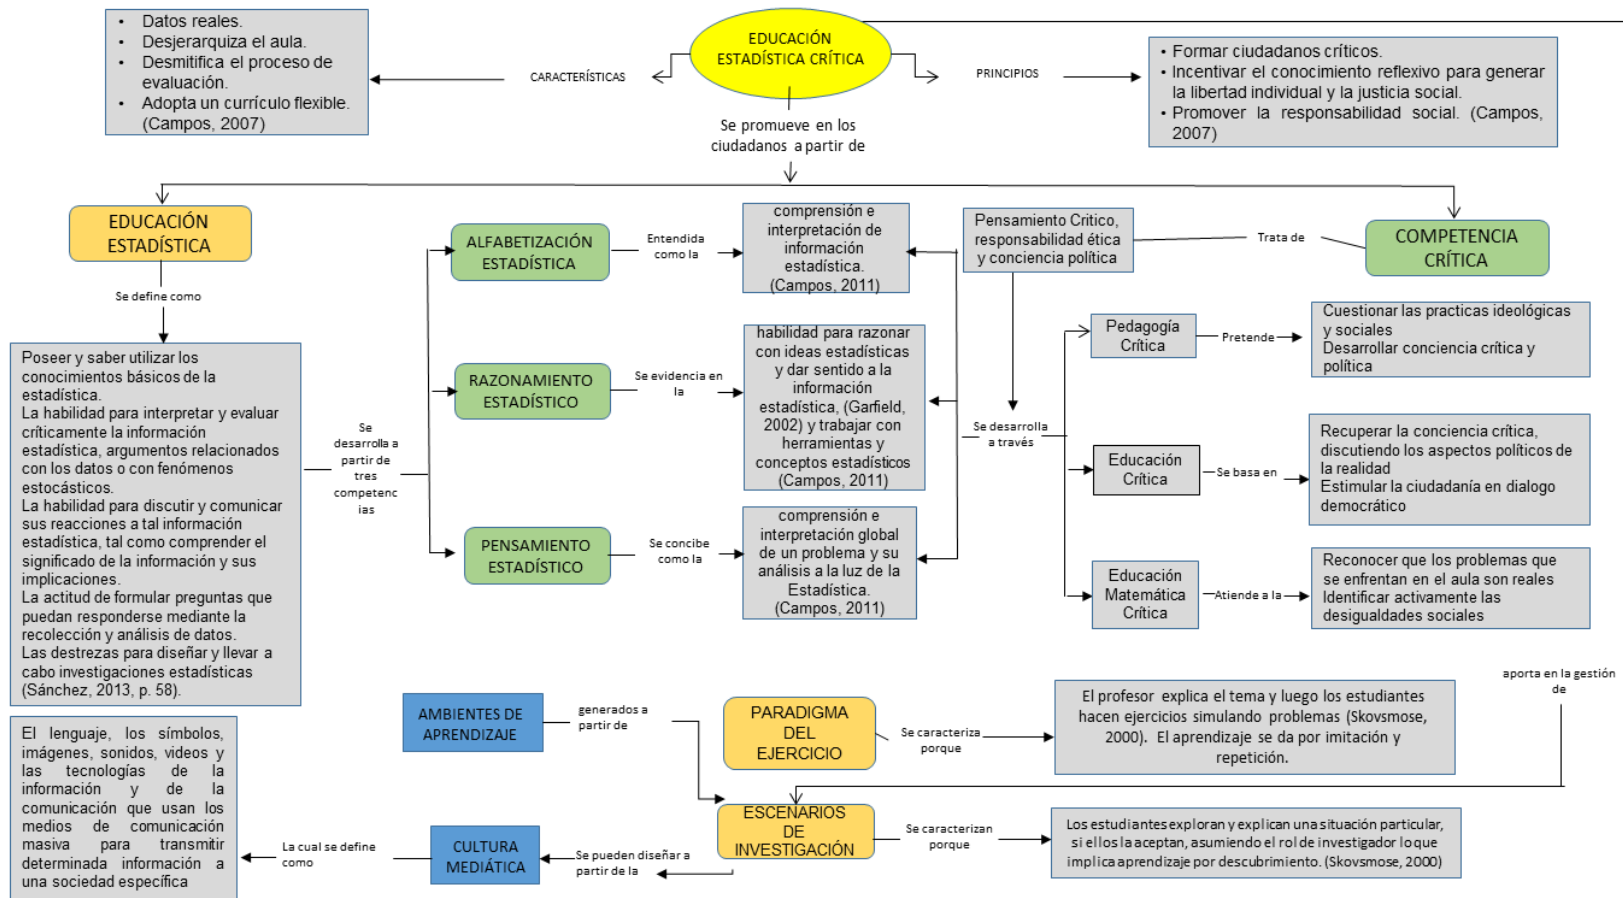 • Datos reales.
• Desjerarquiza el aula.
• Desmitifica el proceso de
evaluación.
• Adopta un currículo flexible.
(Campos, 2007)
CARACTERÍSTICAS
EDUCACIÓN
ESTADÍSTICA CRÍTICA
PRINCIPIOS
• Formar ciudadanos críticos.
• Incentivar el conocimiento reflexivo para generar
la libertad individual y la justicia social.
• Promover la responsabilidad social. (Campos,
2007)
Se promueve en los
ciudadanos a partir de
EDUCACIÓN
ESTADÍSTICA
Se define como
Poseer y saber utilizar los
conocimientos básicos de la
estadística.
La habilidad para interpretar y evaluar
críticamente la información
estadística, argumentos relacionados
con los datos o con fenómenos
estocásticos.
La habilidad para discutir y comunicar
sus reacciones a tal información
estadística, tal como comprender el
significado de la información y sus
implicaciones.
La actitud de formular preguntas que
puedan responderse mediante la
recolección y análisis de datos.
Las destrezas para diseñar y llevar a
cabo investigaciones estadísticas
(Sánchez, 2013, p. 58).
Se
desarrolla a
partir de
tres
competenc
ias
ALFABETIZACIÓN
ESTADÍSTICA
Entendida
como la
comprensión e
interpretación de
información
estadística.
(Campos, 2011)
RAZONAMIENTO
ESTADÍSTICO
Se evidencia en
la
habilidad para razonar
con ideas estadísticas
y dar sentido a la
información
estadística, (Garfield,
2002) y trabajar con
herramientas y
conceptos estadísticos
(Campos, 2011)
PENSAMIENTO
ESTADÍSTICO
Se concibe
como la
comprensión e
interpretación global
de un problema y su
análisis a la luz de la
Estadística.
(Campos, 2011)
Pensamiento Critico,
responsabilidad ética
y conciencia política
Trata de
COMPETENCIA
CRÍTICA
Se desarrolla
a través
Pedagogía
Crítica
Pretende
Cuestionar las practicas ideológicas
y sociales
Desarrollar conciencia crítica y
política
Educación
Crítica
Se basa en
Recuperar la conciencia crítica,
discutiendo los aspectos políticos de
la realidad
Estimular la ciudadanía en dialogo
democrático
Educación
Matemática
Crítica
Atiende a la
Reconocer que los problemas que
se enfrentan en el aula son reales
Identificar activamente las
desigualdades sociales
aporta en la gestión
de
AMBIENTES DE
APRENDIZAJE
generados a
partir de
PARADIGMA
DEL
EJERCICIO
Se caracteriza
porque
El profesor explica el tema y luego los estudiantes
hacen ejercicios simulando problemas (Skovsmose,
2000). El aprendizaje se da por imitación y
repetición.
ESCENARIOS
DE
INVESTIGACIÓN
Se caracterizan
porque
Los estudiantes exploran y explican una situación particular,
si ellos la aceptan, asumiendo el rol de investigador lo que
implica aprendizaje por descubrimiento. (Skovsmose, 2000)
Se pueden diseñar a
partir de la
CULTURA
MEDIÁTICA
La cual se define
como
El lenguaje, los símbolos,
imágenes, sonidos, videos y
las tecnologías de la
información y de la
comunicación que usan los
medios de comunicación
masiva para transmitir
determinada información a
una sociedad específica